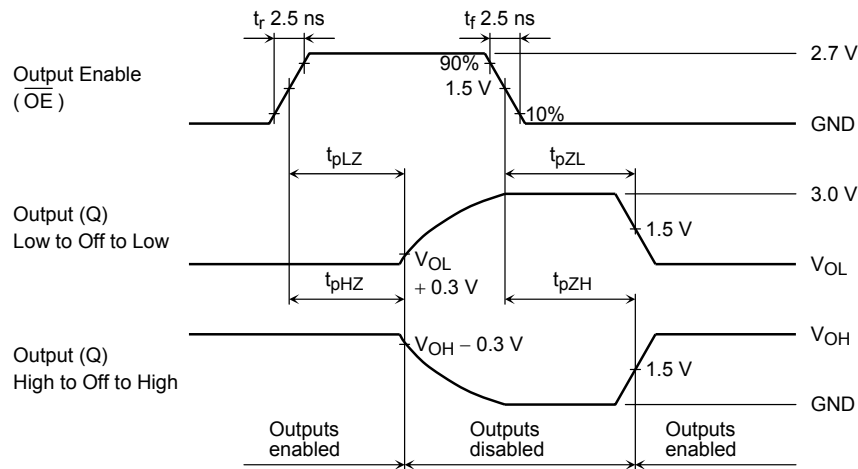 tr 2.5 ns
tf 2.5 ns
Output Enable
( OE )
90%
1.5 V
10%
2.7 V
GND
tpLZ
tpZL
Output (Q)
Low to Off to Low
3.0 V
1.5 V
VOL
+ 0.3 V
VOL
tpHZ
tpZH
Output (Q)
High to Off to High
VOH − 0.3 V
VOH
1.5 V
GND
Outputs
enabled
Outputs
disabled
Outputs
enabled